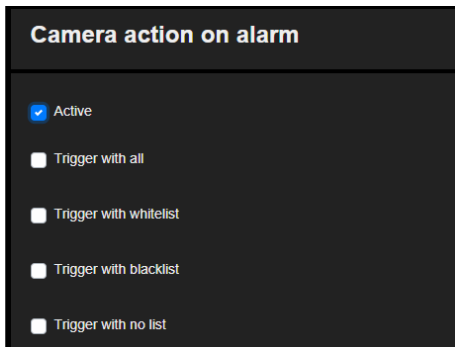 Camera action on alarm
Active
Trigger with all
Trigger with whitelist
Trigger with blacklist
Trigger with no list